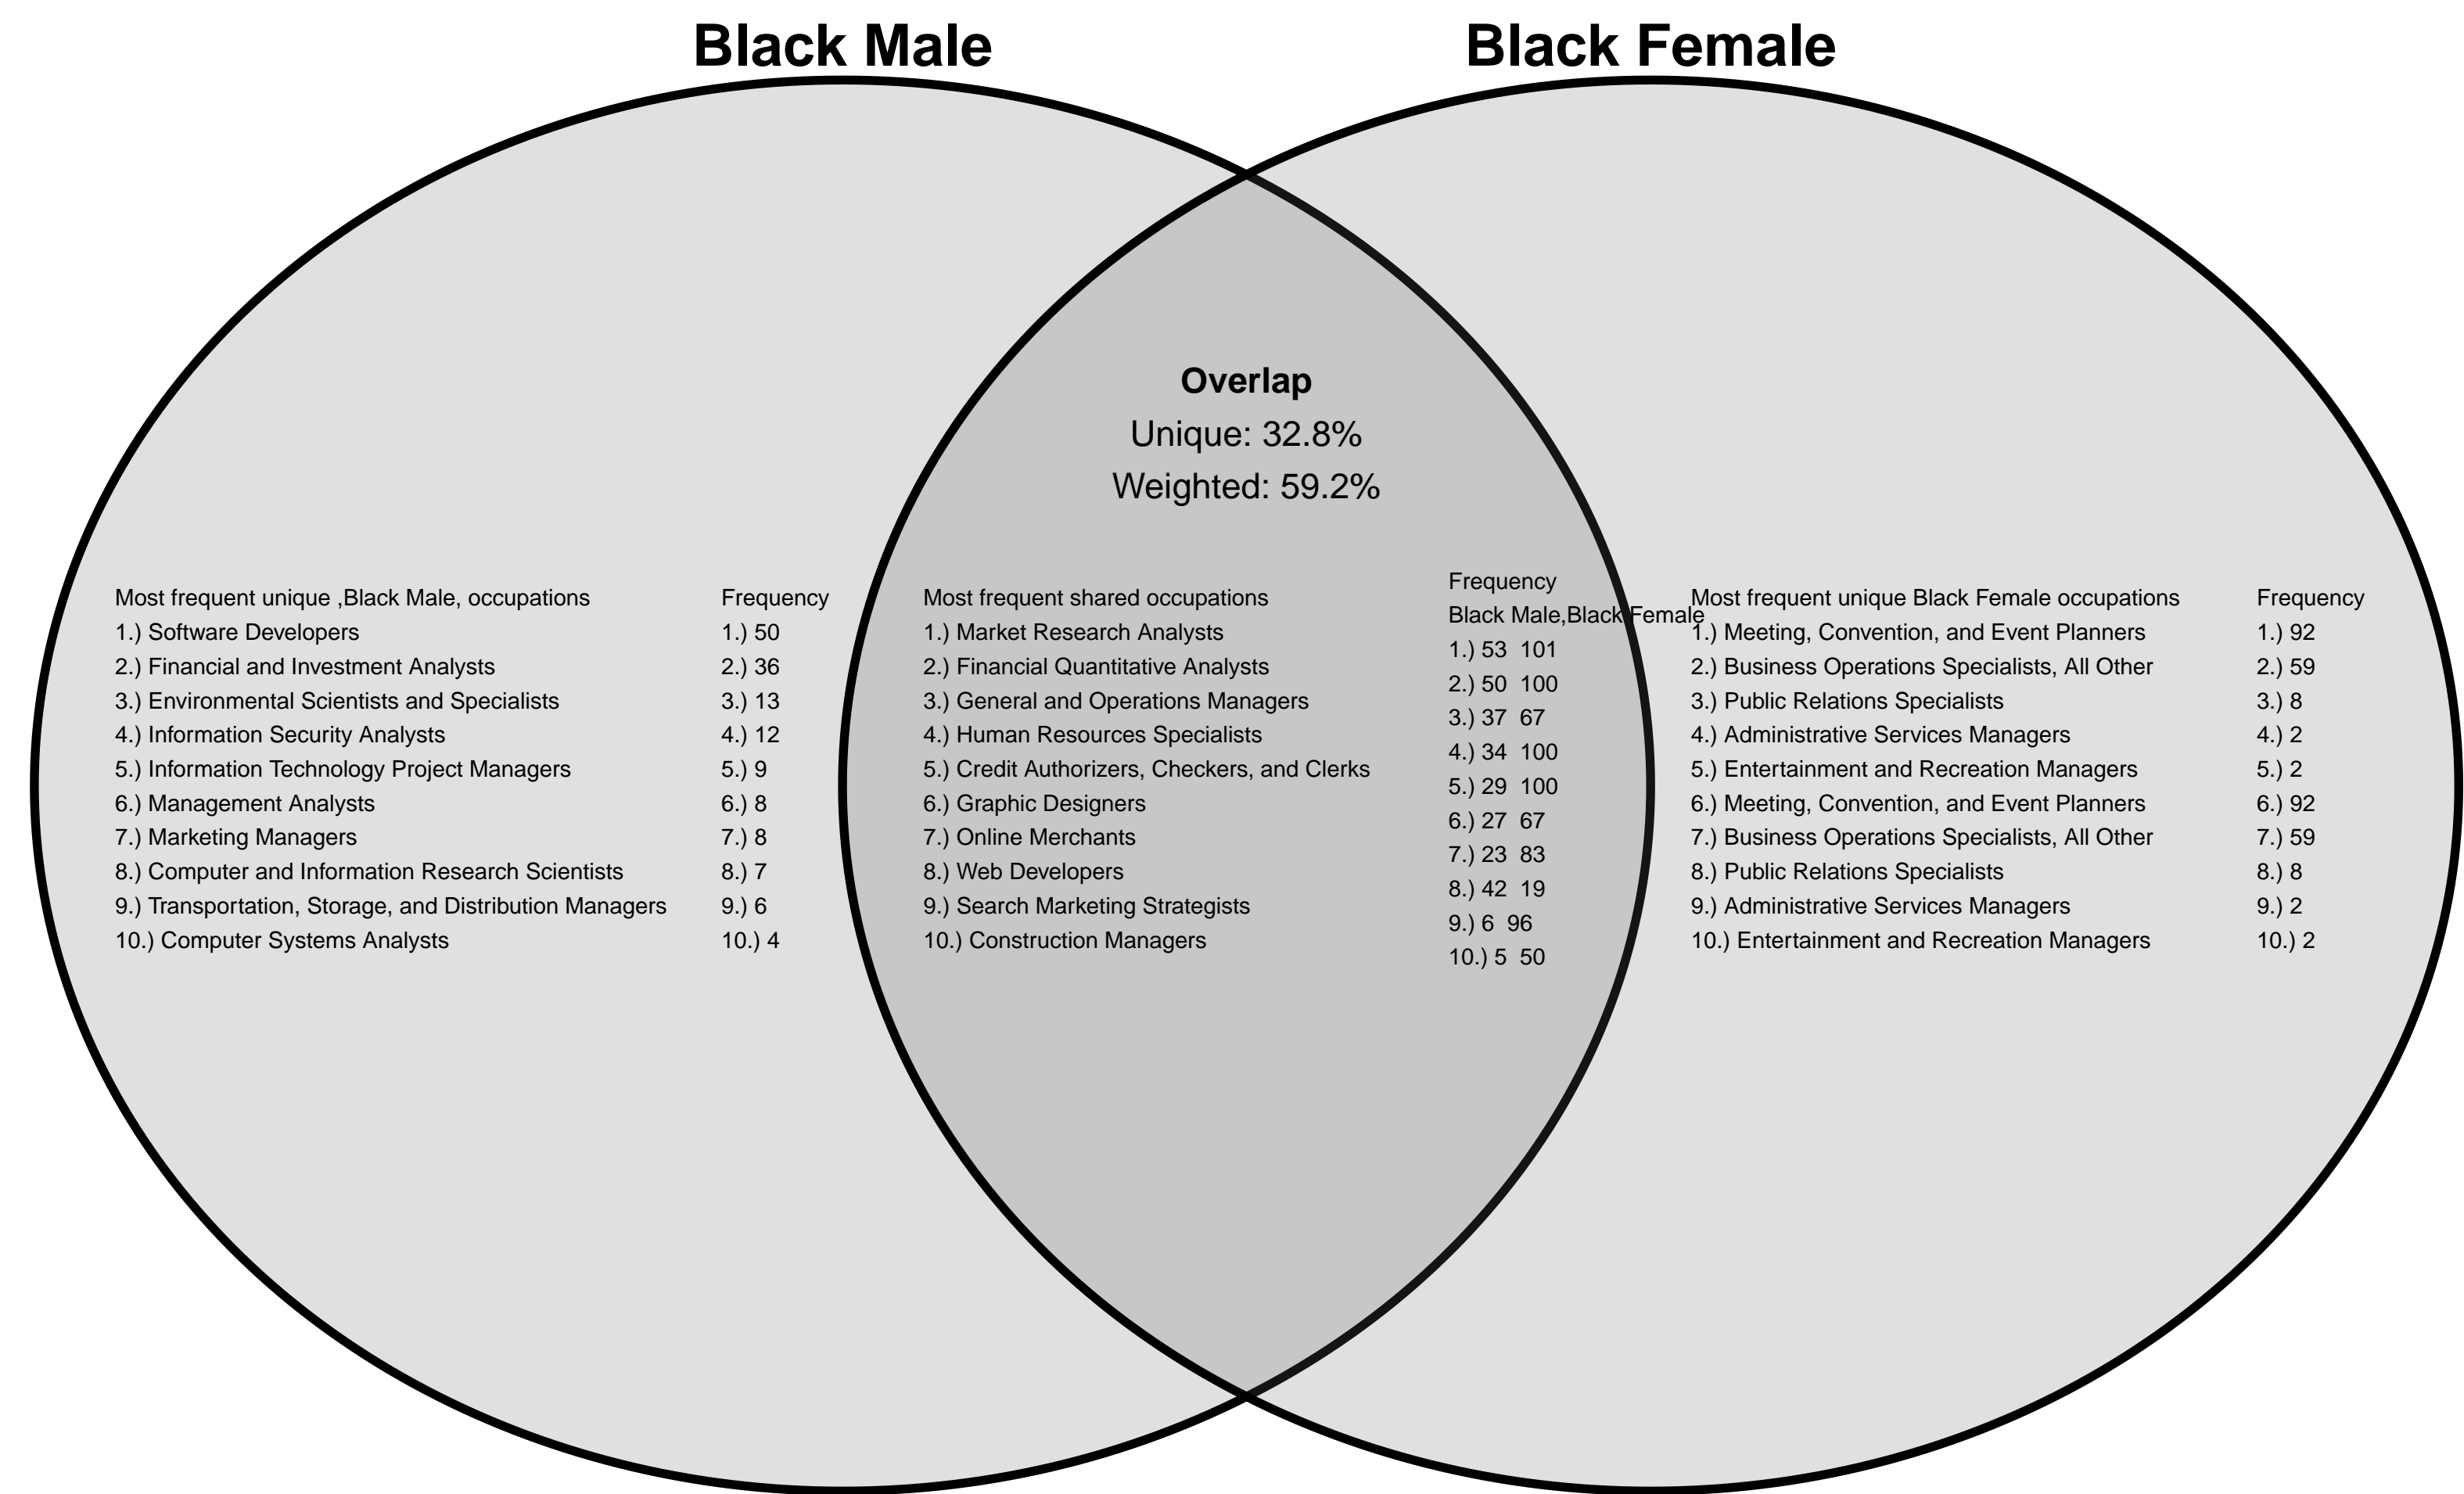 Black Male
Black Female
Overlap
Unique: 32.8%
Weighted: 59.2%
Most frequent unique ,Black Male, occupations
1.) Software Developers
2.) Financial and Investment Analysts
3.) Environmental Scientists and Specialists
4.) Information Security Analysts
5.) Information Technology Project Managers
6.) Management Analysts
7.) Marketing Managers
8.) Computer and Information Research Scientists
9.) Transportation, Storage, and Distribution Managers
10.) Computer Systems Analysts
Frequency
1.) 50
2.) 36
3.) 13
4.) 12
5.) 9
6.) 8
7.) 8
8.) 7
9.) 6
10.) 4
Most frequent shared occupations
1.) Market Research Analysts
2.) Financial Quantitative Analysts
3.) General and Operations Managers
4.) Human Resources Specialists
5.) Credit Authorizers, Checkers, and Clerks
6.) Graphic Designers
7.) Online Merchants
8.) Web Developers
9.) Search Marketing Strategists
10.) Construction Managers
Frequency
Black Male,Black Female
1.) 53 101
2.) 50 100
3.) 37 67
4.) 34 100
5.) 29 100
6.) 27 67
7.) 23 83
8.) 42 19
9.) 6 96
10.) 5 50
Most frequent unique Black Female occupations
1.) Meeting, Convention, and Event Planners
2.) Business Operations Specialists, All Other
3.) Public Relations Specialists
4.) Administrative Services Managers
5.) Entertainment and Recreation Managers
6.) Meeting, Convention, and Event Planners
7.) Business Operations Specialists, All Other
8.) Public Relations Specialists
9.) Administrative Services Managers
10.) Entertainment and Recreation Managers
Frequency
1.) 92
2.) 59
3.) 8
4.) 2
5.) 2
6.) 92
7.) 59
8.) 8
9.) 2
10.) 2